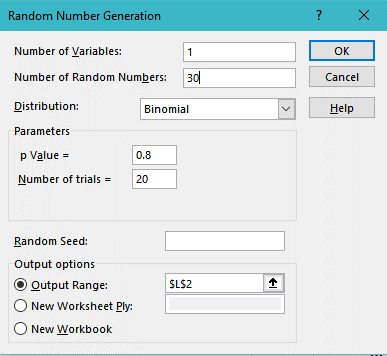 Random Number Generation ? ×
Number of Variables: 1 OK
Number of Random Numbers: 30 Cancel
Distribution: Binomial Help
Parameters
p Value = 0.8
Number of trials = 20
Random Seed:
Output options
Output Range: $L$2
New Worksheet Ply:
New Workbook